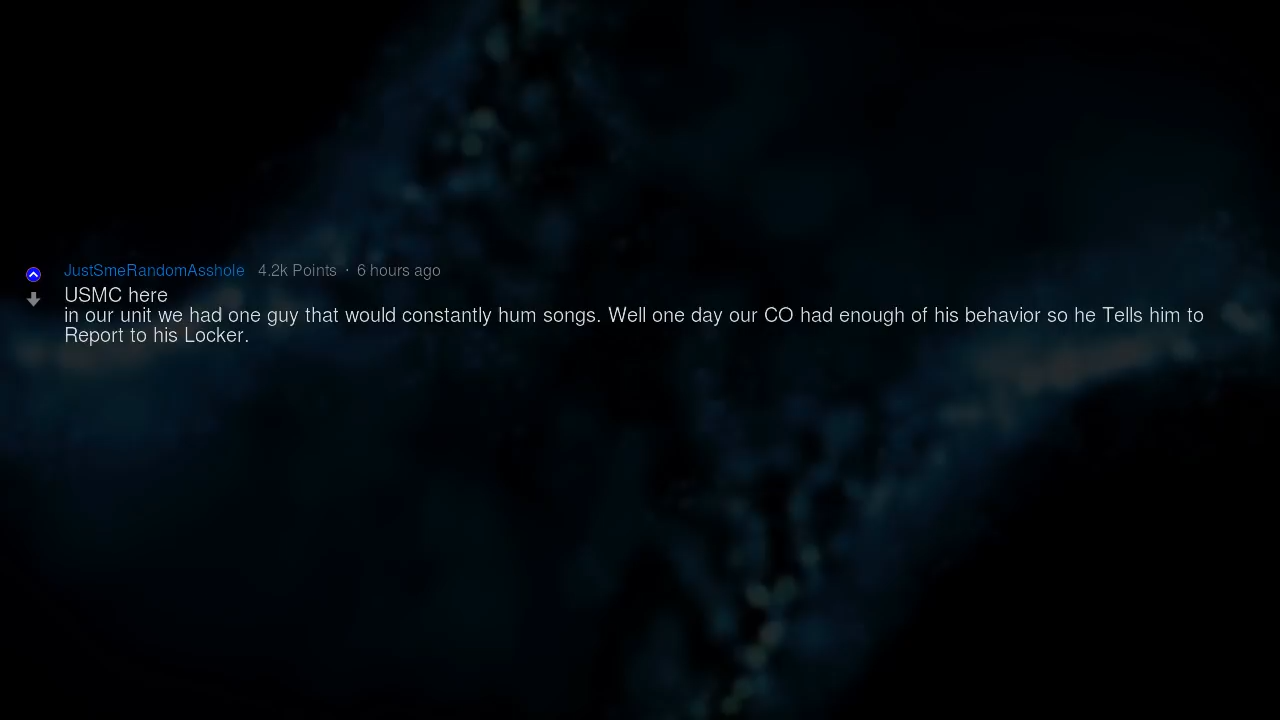 JustSmeRandomAsshole 4.2k Points · 6 hours ago
USMC here
in our unit we had one guy that would constantly hum songs. Well one day our CO had enough of his behavior so he Tells him to
Report to his Locker.